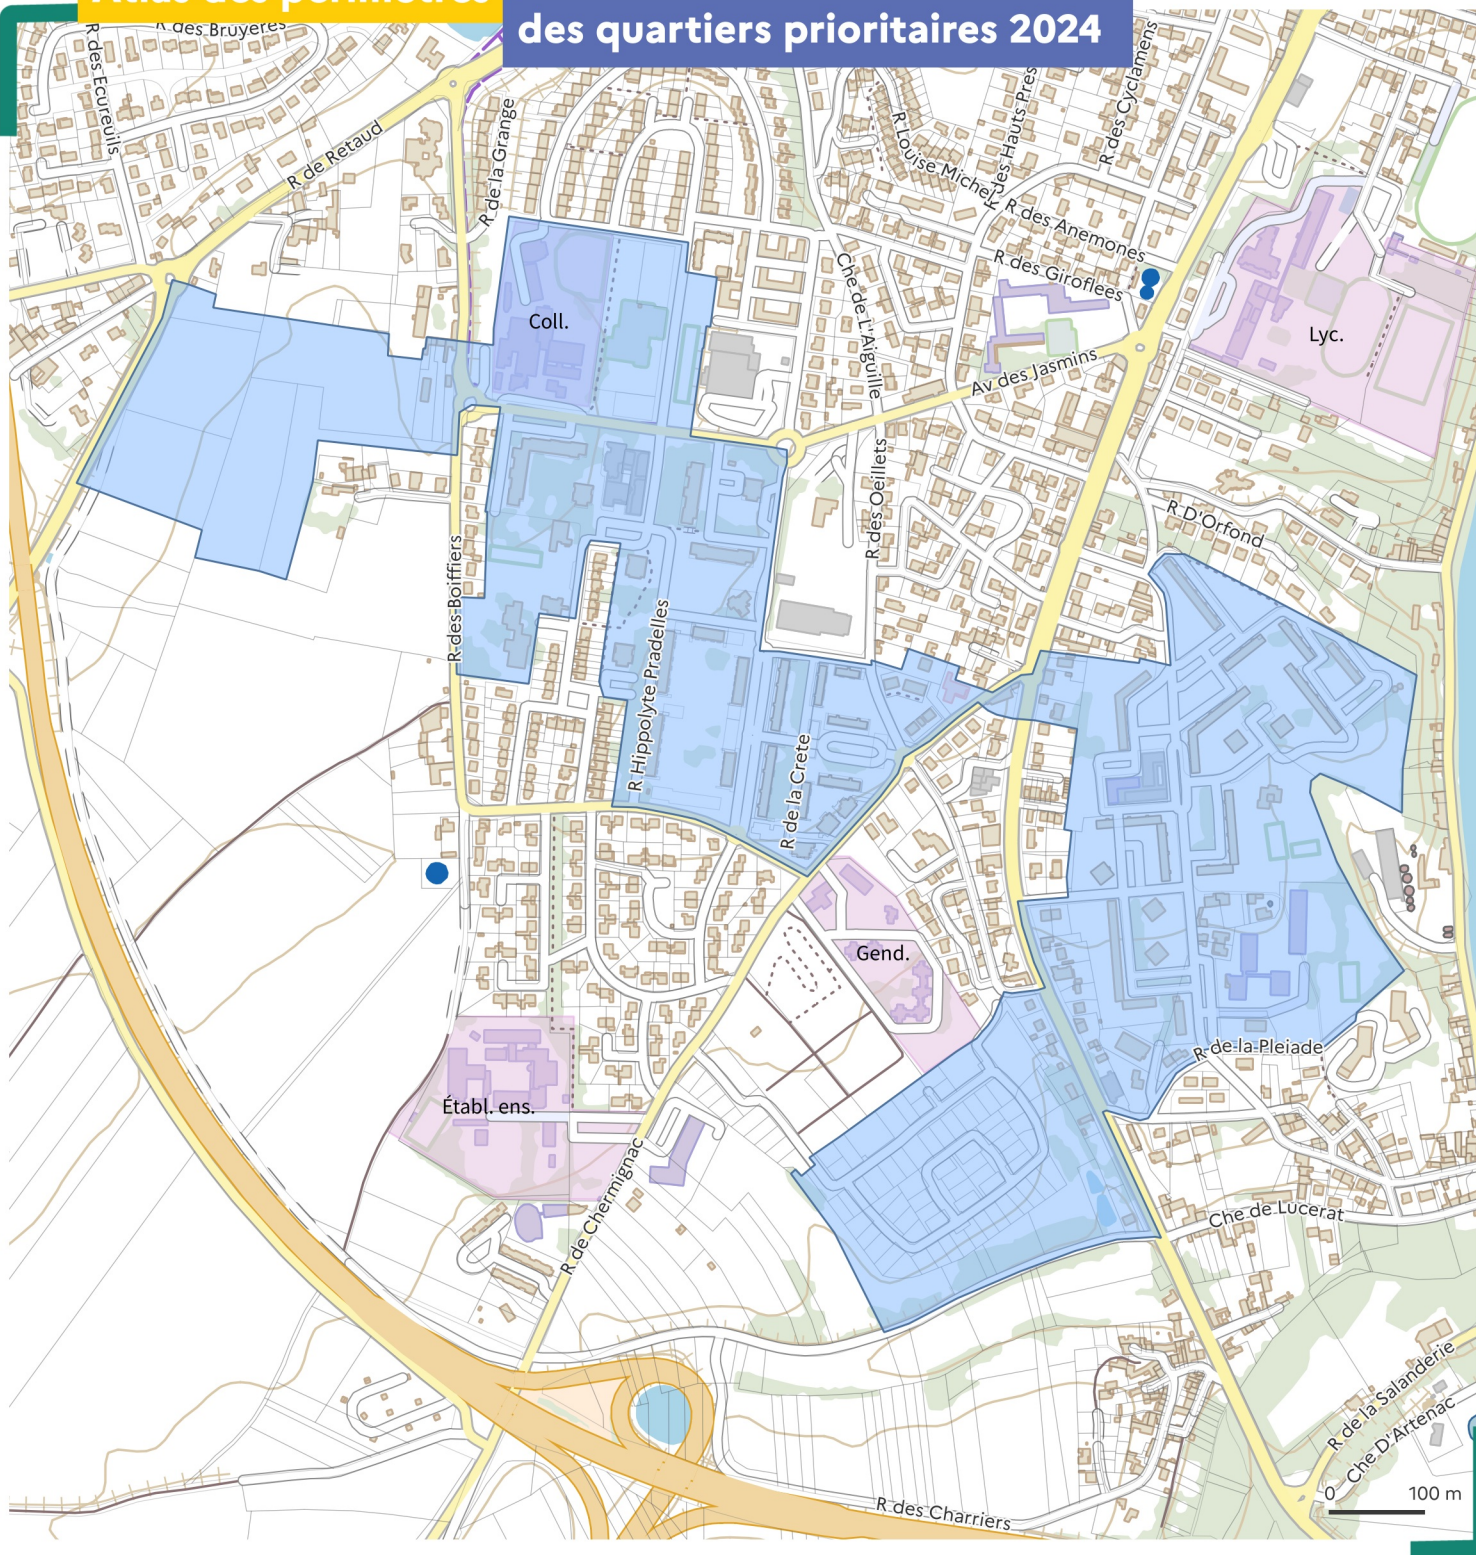 Atlas des périmètres
des quartiers prioritaires 2024
R des Bruyeres
R des Ecureuils
R de Retaud
R de la Grange
R Louise Michel
R des Hauts Pres
R des Cyclamens
R des Anemones
R des Giroflees
Che de L'Aiguille
Coll.
Lyc.
Av des Jasmins
R des Oeillets
R D'Orfond
R des Boiffiers
R Hippolyte Pradelles
R de la Crete
Gend.
R de la Pleiade
Établ. ens.
R de Chermignac
Che de Lucerat
R de la Salanderie
Che D'Artenac
R des Charriers
0 100 m